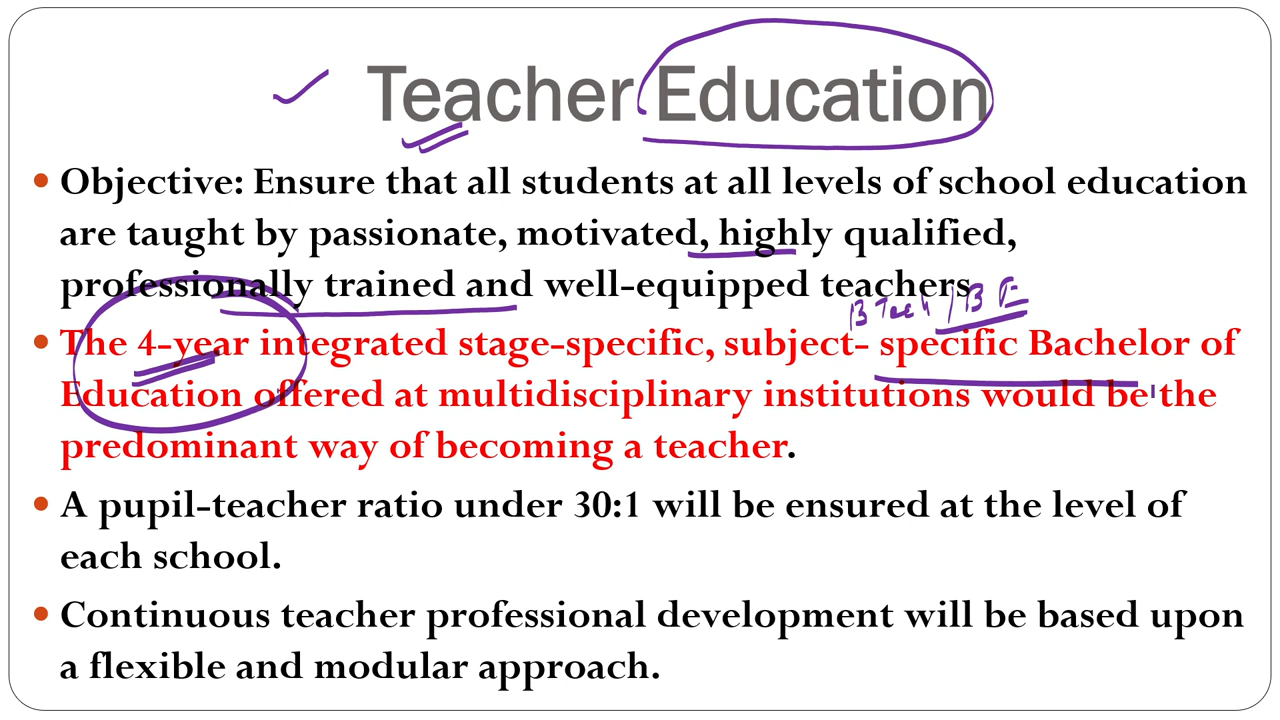 Teacher Education
• Objective: Ensure that all students at all levels of school education
are taught by passionate, motivated, highly qualified,
professionally trained and well-equipped teachers
B Tech / B E
• The 4-year integrated stage-specific, subject- specific Bachelor of
Education offered at multidisciplinary institutions would be the
predominant way of becoming a teacher.
• A pupil-teacher ratio under 30:1 will be ensured at the level of
each school.
• Continuous teacher professional development will be based upon
a flexible and modular approach.